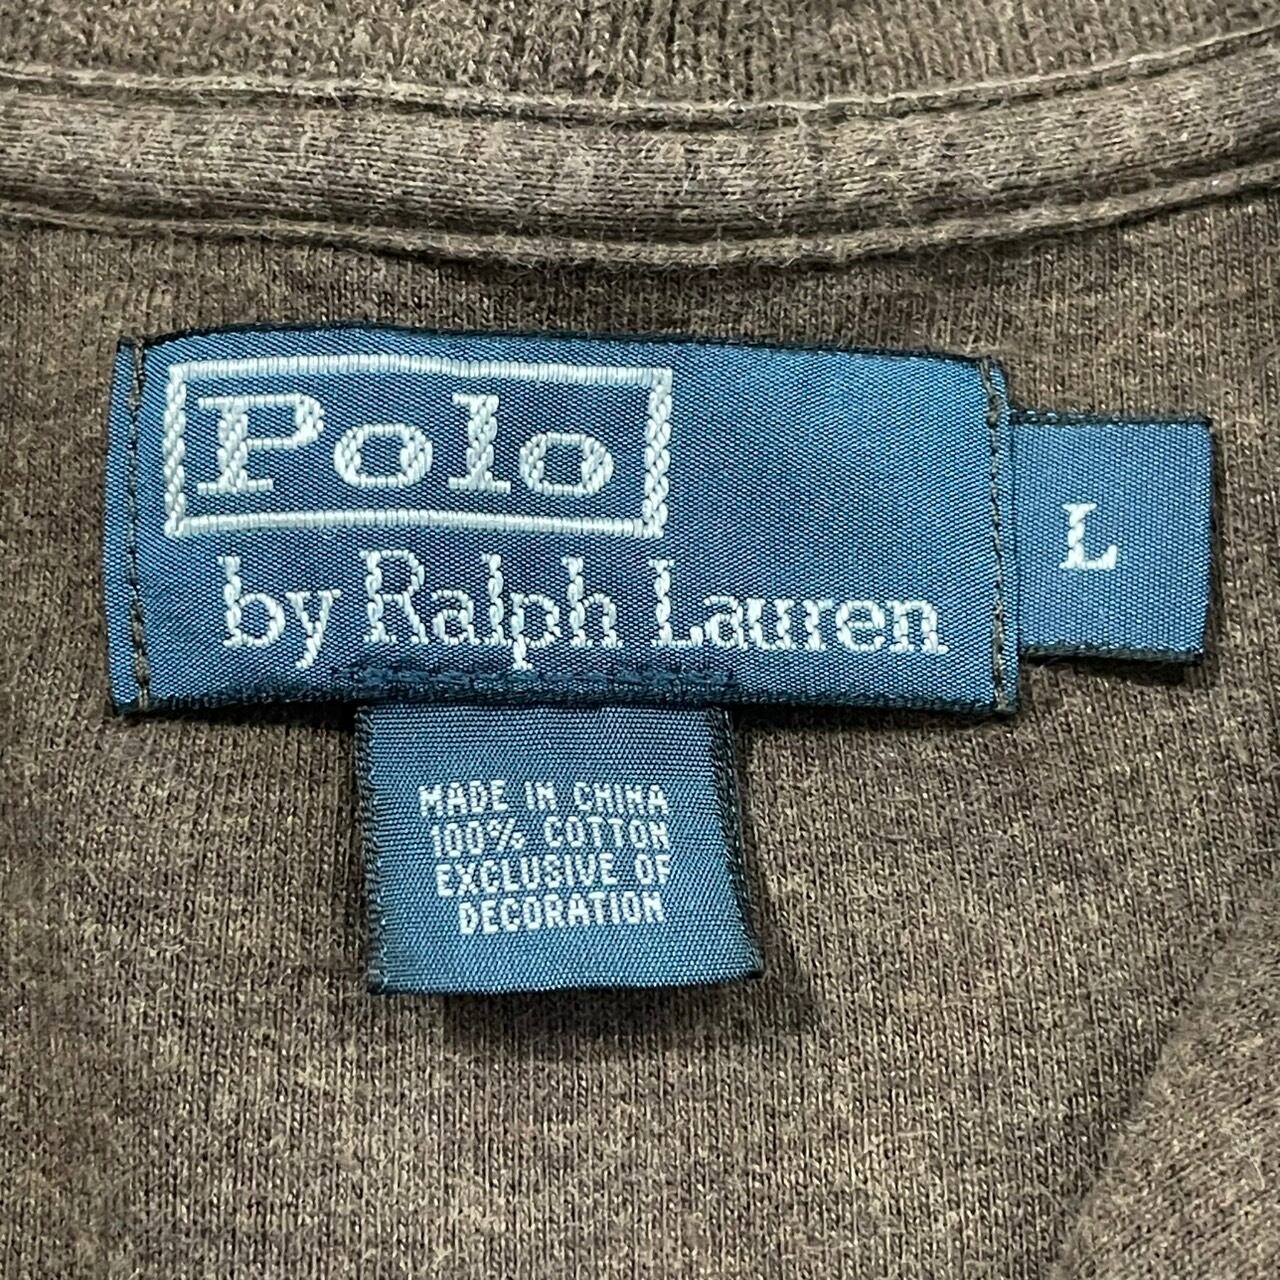 Polo
by Ralph Lauren
L
MADE IN CHINA
100% COTTON
EXCLUSIVE OF
DECORATION